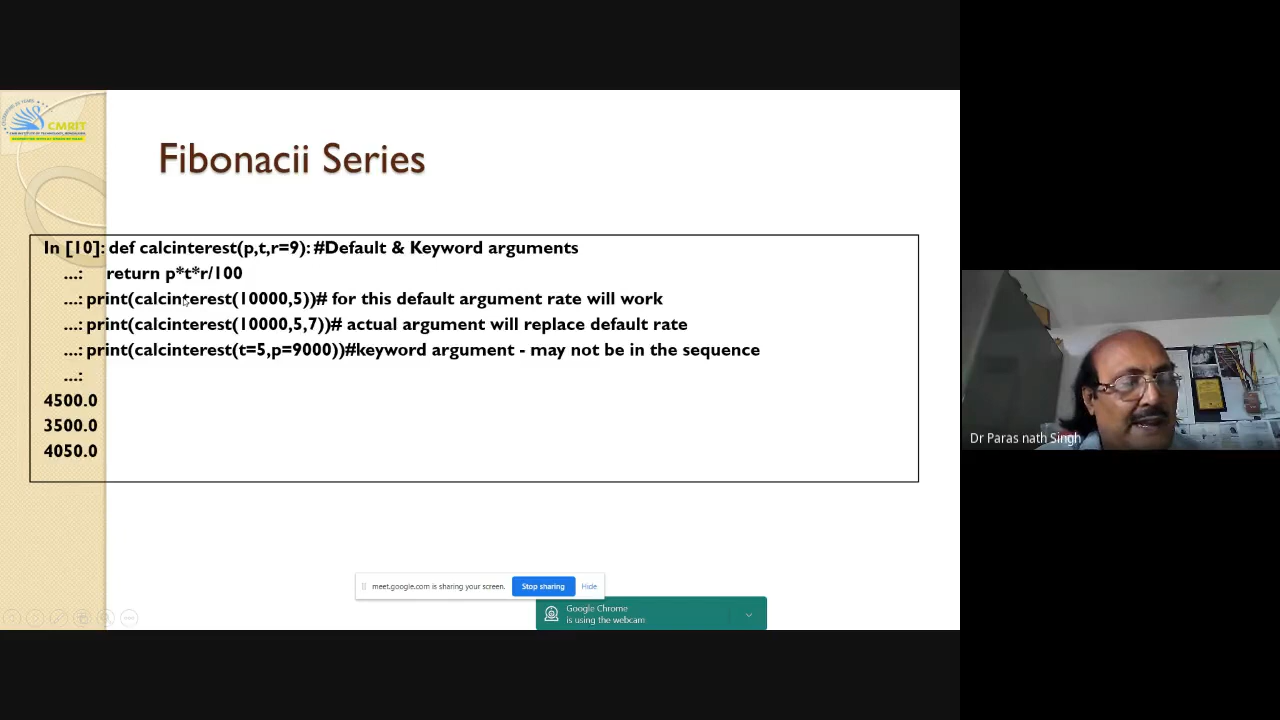 CMRIT
Fibonacii Series
In [10]: def calcinterest(p,t,r=9): #Default & Keyword arguments
...: return p*t*r/100
...: print(calcinterest(10000,5))# for this default argument rate will work
...: print(calcinterest(10000,5,7))# actual argument will replace default rate
...: print(calcinterest(t=5,p=9000))#keyword argument - may not be in the sequence
...:
4500.0
3500.0
4050.0
Dr Paras nath Singh
meet.google.com is sharing your screen. Stop sharing Hide
Google Chrome
is using the webcam